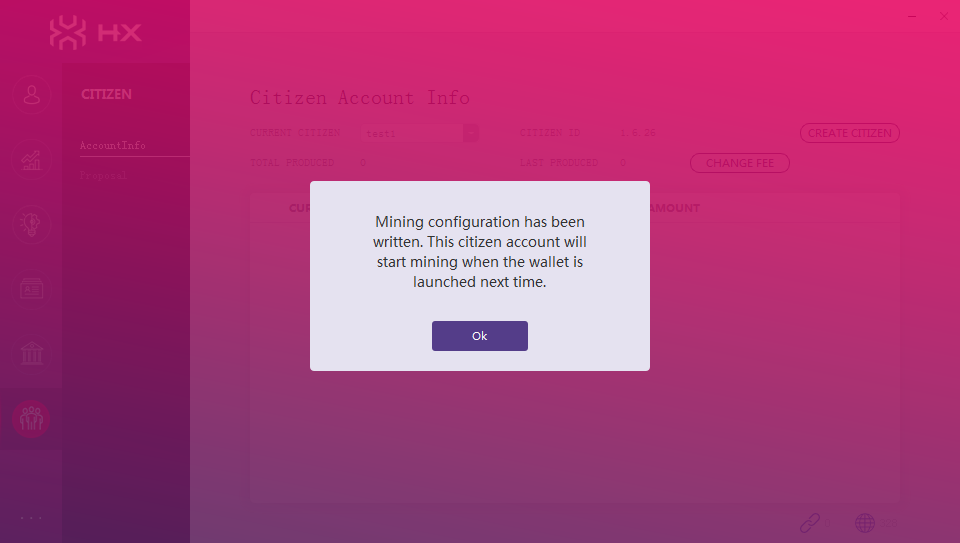 HX
CITIZEN
AccountInfo
Proposal
Citizen Account Info
CURRENT CITIZEN
test1
CITIZEN ID
1.6.26
CREATE CITIZEN
TOTAL PRODUCED
0
LAST PRODUCED
0
CHANGE FEE
AMOUNT
Mining configuration has been
written. This citizen account will
start mining when the wallet is
launched next time.
Ok